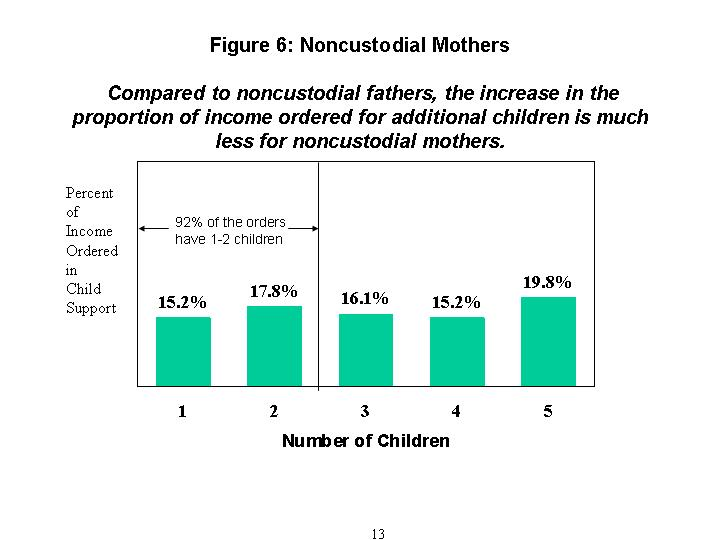 Figure 6: Noncustodial Mothers
Compared to noncustodial fathers, the increase in the
proportion of income ordered for additional children is much
less for noncustodial mothers.
Percent
of
Income
Ordered
in
Child
Support
92% of the orders
have 1-2 children
15.2%
17.8%
16.1%
15.2%
19.8%
1 2 3 4 5
Number of Children
13